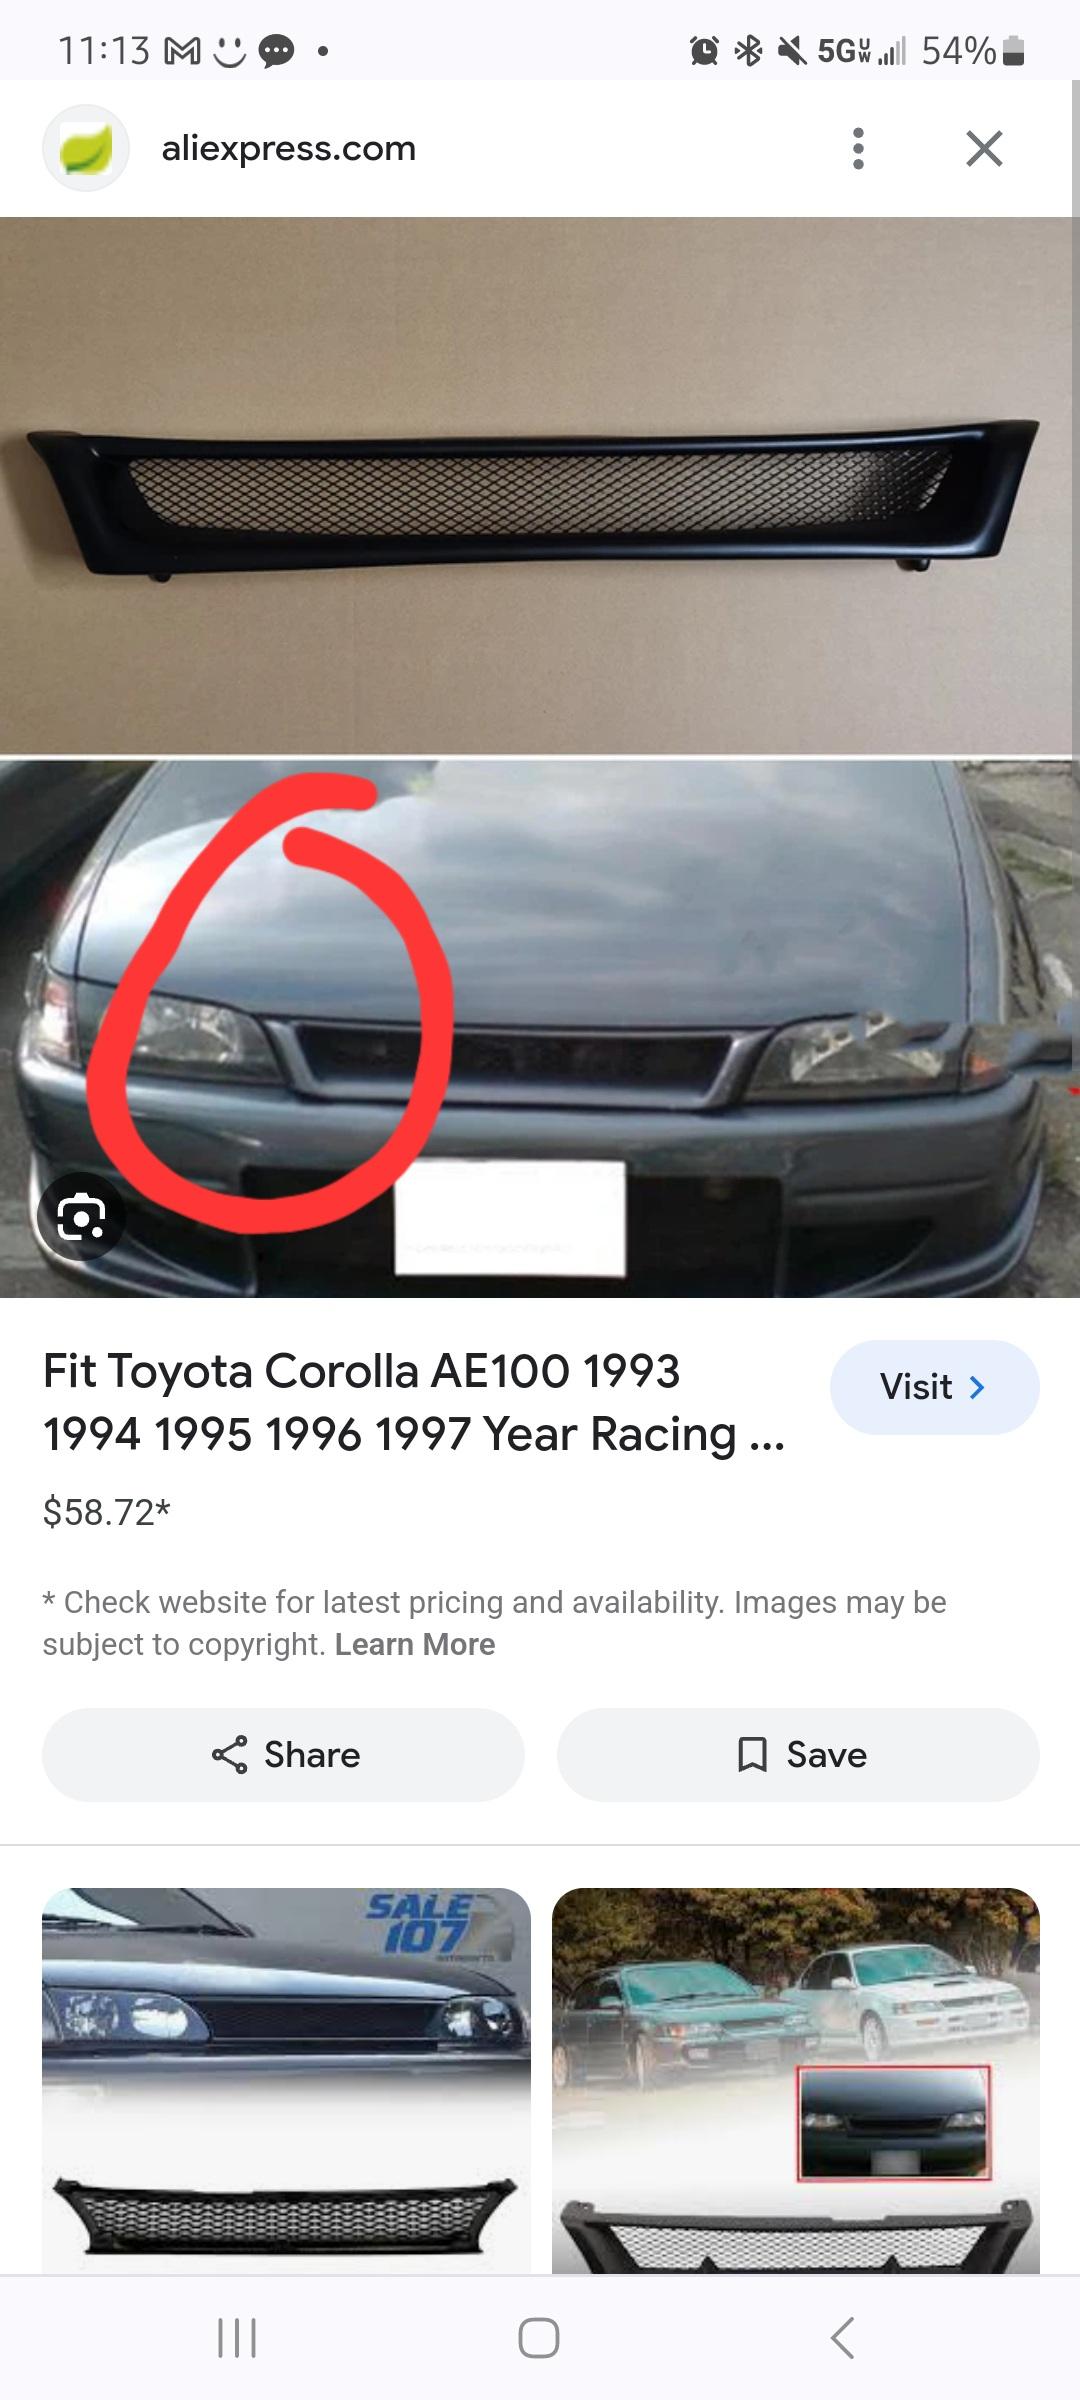 11:13
5G UW 54%
aliexpress.com
Fit Toyota Corolla AE100 1993
1994 1995 1996 1997 Year Racing ...
Visit
$58.72*
* Check website for latest pricing and availability. Images may be
subject to copyright. Learn More
Share
Save
SALE
107